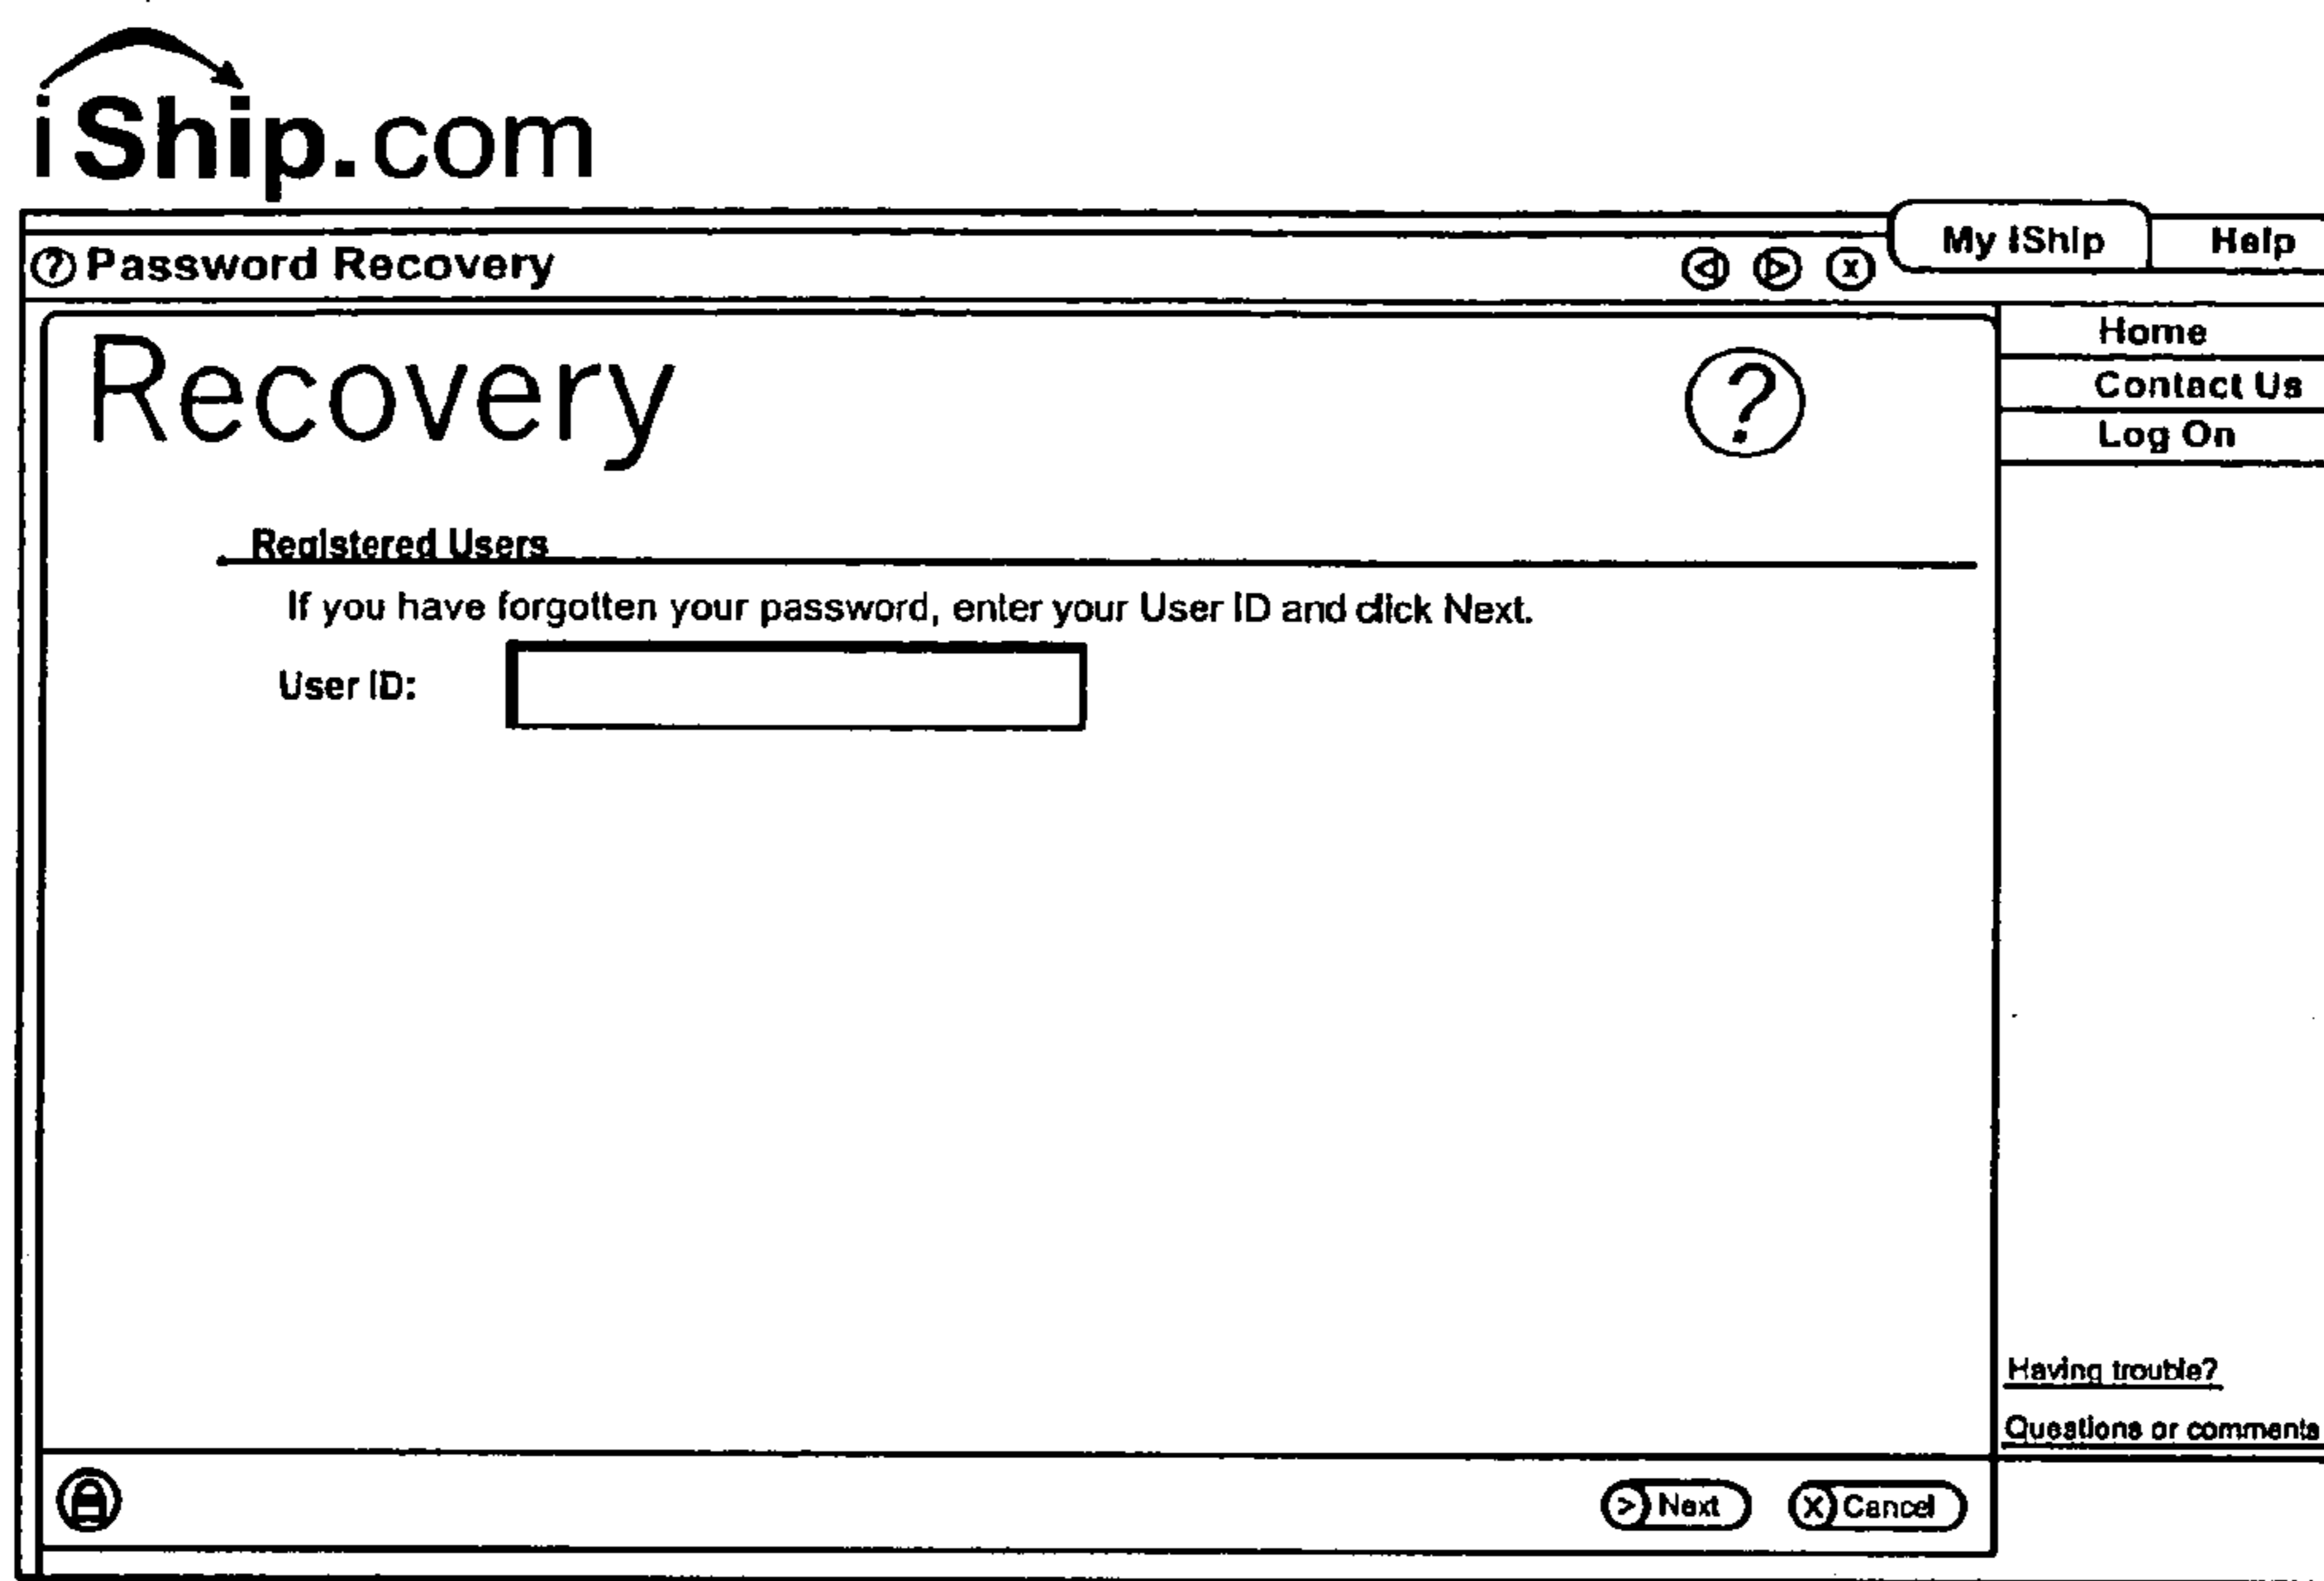 iShip.com
Password Recovery
My iShip
Help
Recovery
?
Home
Contact Us
Log On
Registered Users
If you have forgotten your password, enter your User ID and click Next.
User ID:
Having trouble?
Questions or comments
> Next
X Cancel